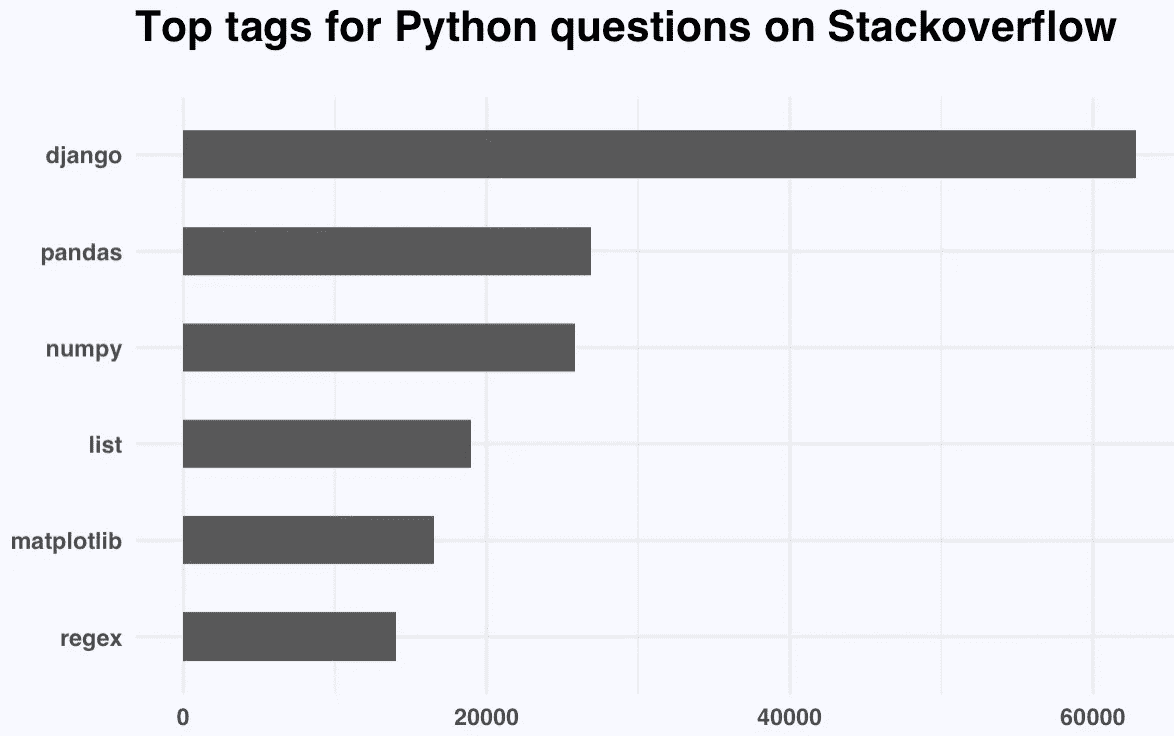 Top tags for Python questions on Stackoverflow
django
pandas
numpy
list
matplotlib
regex
0 20000 40000 60000